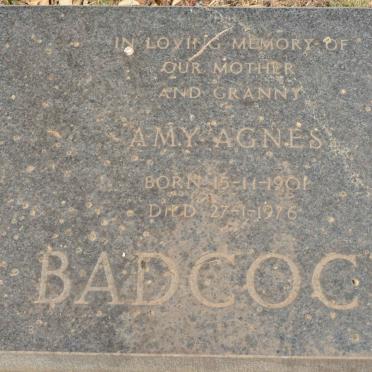 IN LOVING MEMORY OF
OUR MOTHER
AND GRANNY
AMY AGNES
BORN 15-11-1901
DIED 27-1-1976
BADCOC